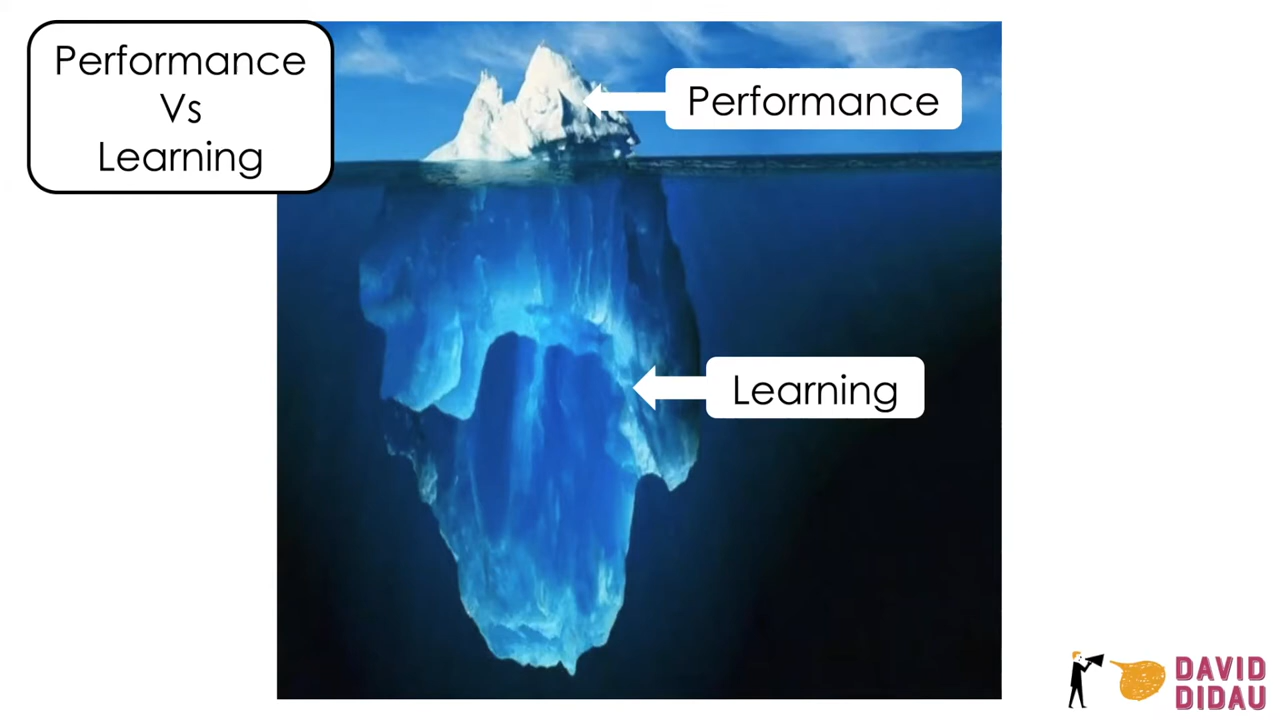 Performance
Vs
Learning
Performance
Learning
DAVID
DIDAU